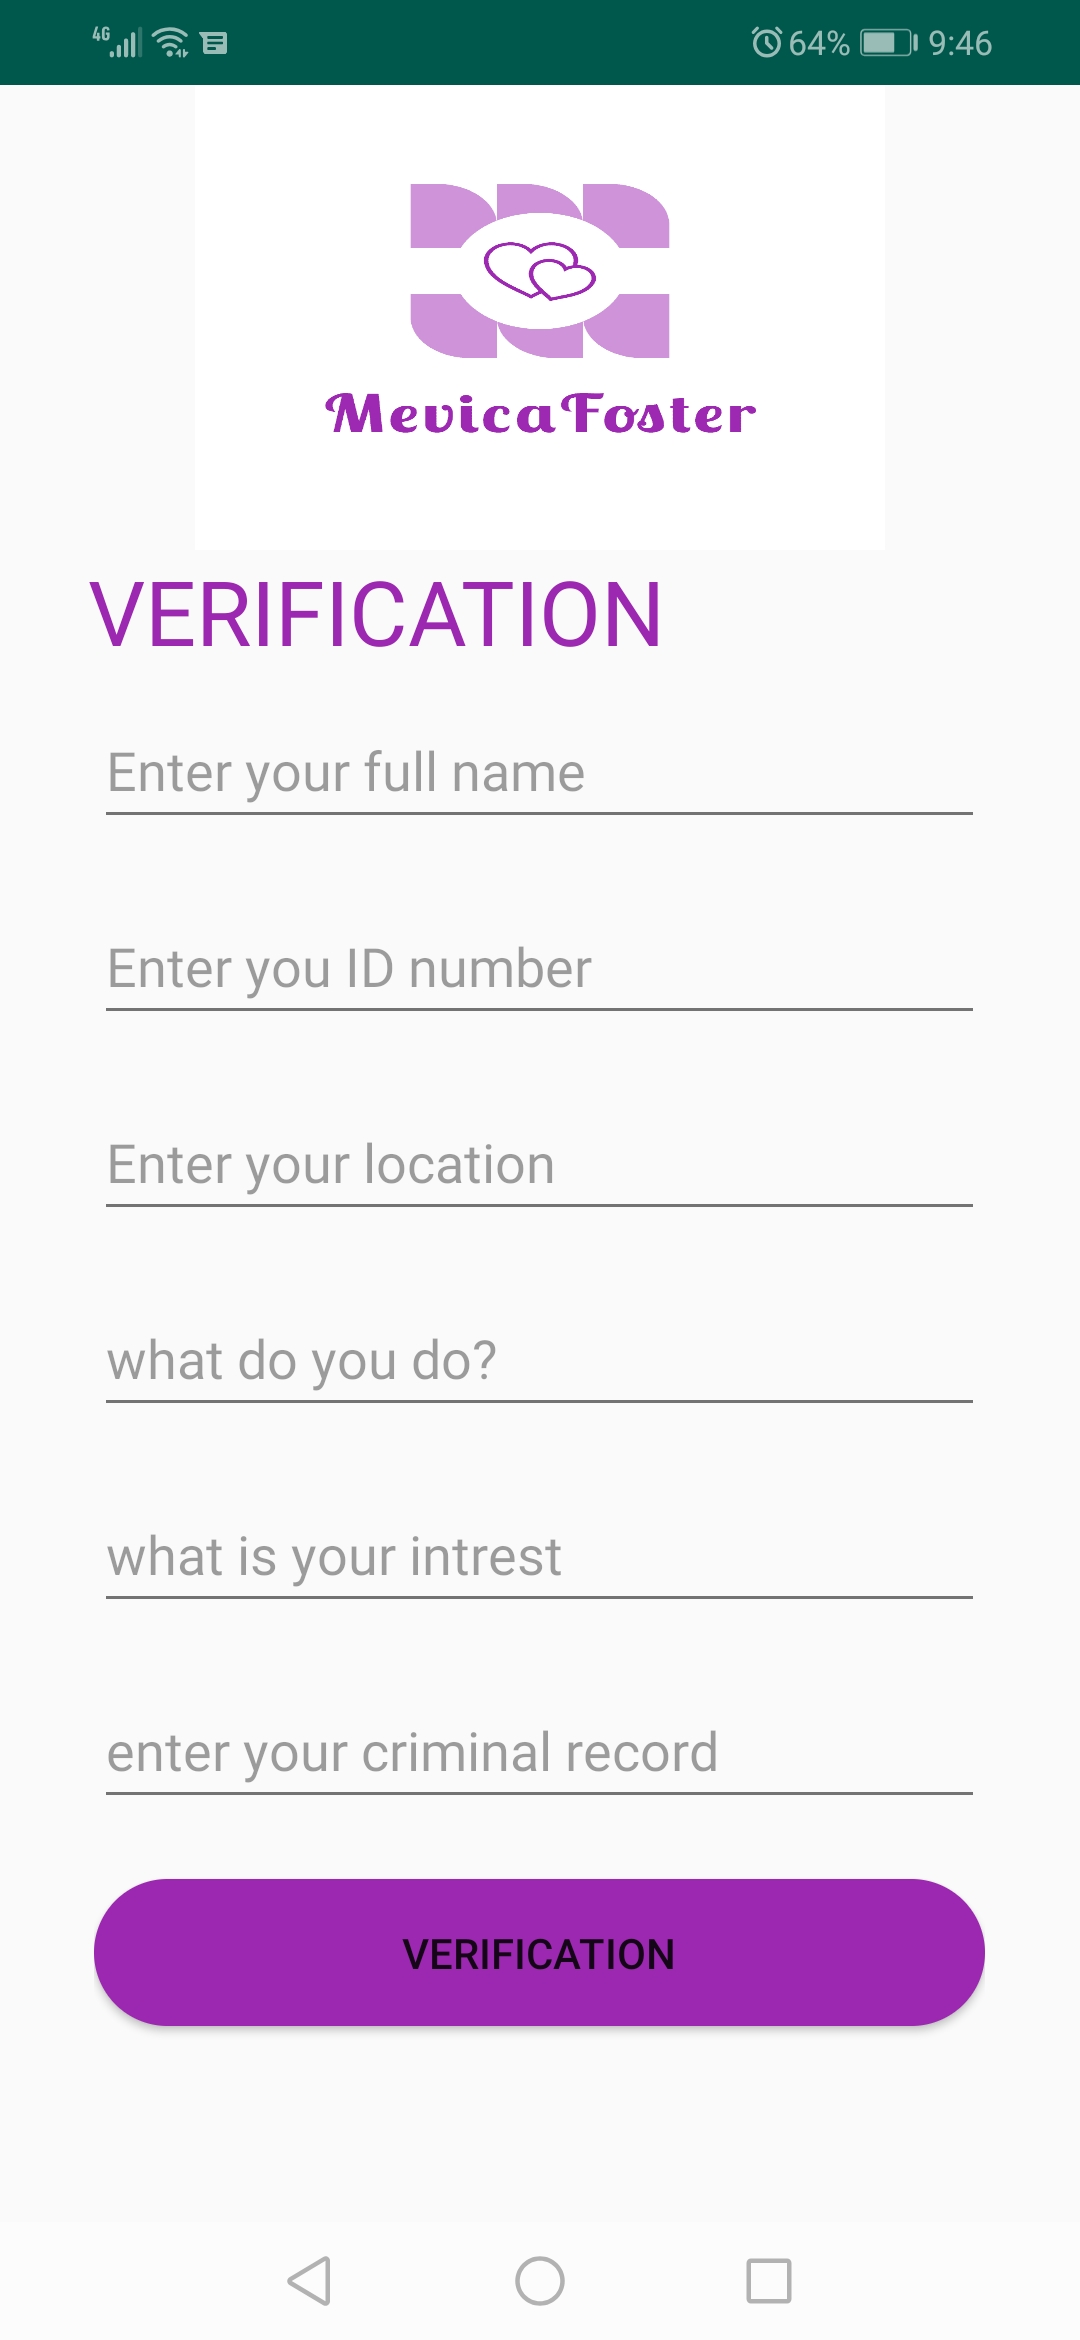 4G 64% 9:46
MevicaFoster
VERIFICATION
Enter your full name
Enter you ID number
Enter your location
what do you do?
what is your intrest
enter your criminal record
VERIFICATION